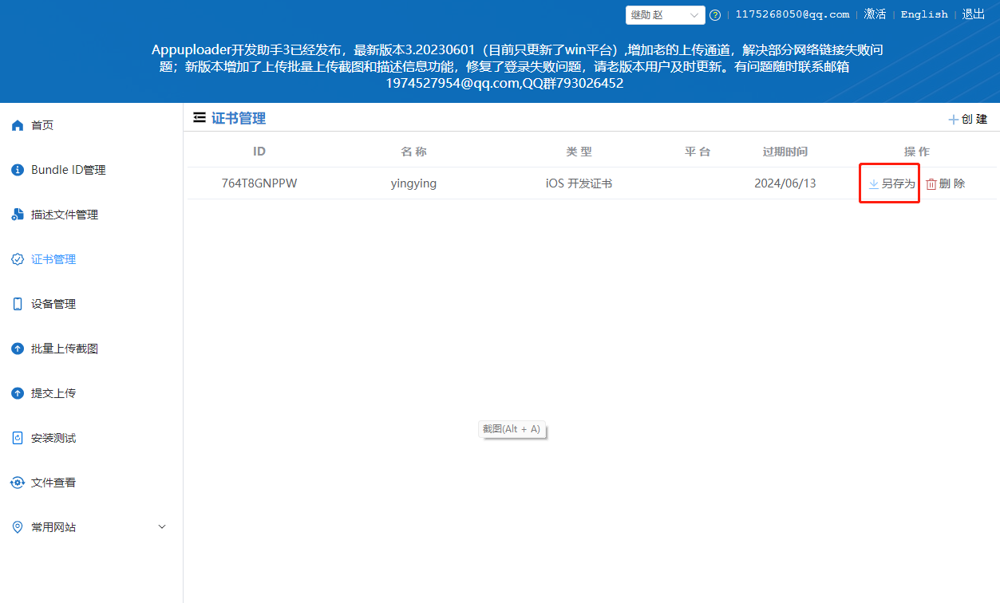 继勋 赵
?
1175268050@qq.com
激活
English
退出
Appuploader开发助手3已经发布，最新版本3.20230601（目前只更新了win平台）,增加老的上传通道，解决部分网络链接失败问
题；新版本增加了上传批量上传截图和描述信息功能，修复了登录失败问题，请老版本用户及时更新。有问题随时联系邮箱
1974527954@qq.com,QQ群793026452
首页
Bundle ID管理
描述文件管理
证书管理
设备管理
批量上传截图
提交上传
安装测试
文件查看
常用网站
证书管理
创 建
ID 名 称 类 型 平 台 过期时间 操 作
764T8GNPPW yingying iOS 开发证书 2024/06/13 另存为 删 除
截图(Alt + A)